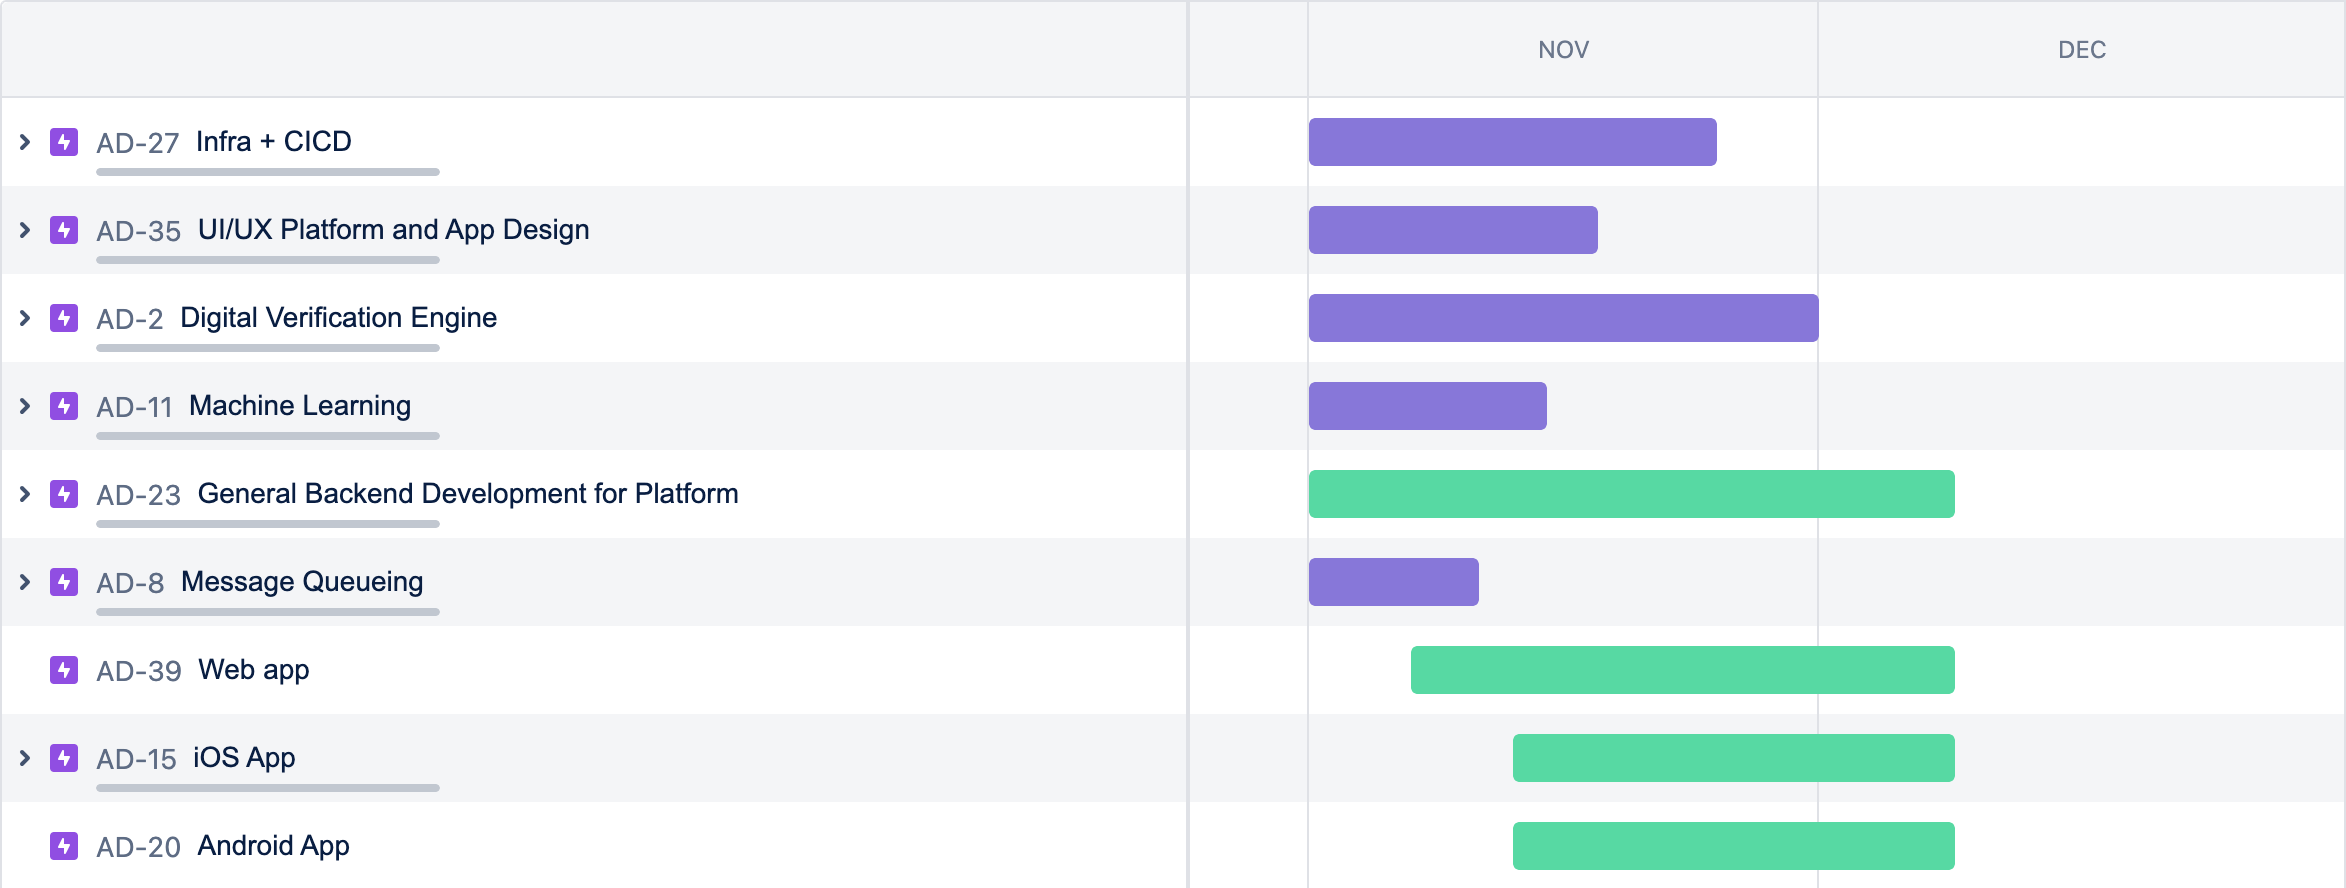 NOV DEC
AD-27 Infra + CICD
AD-35 UI/UX Platform and App Design
AD-2 Digital Verification Engine
AD-11 Machine Learning
AD-23 General Backend Development for Platform
AD-8 Message Queueing
AD-39 Web app
AD-15 iOS App
AD-20 Android App